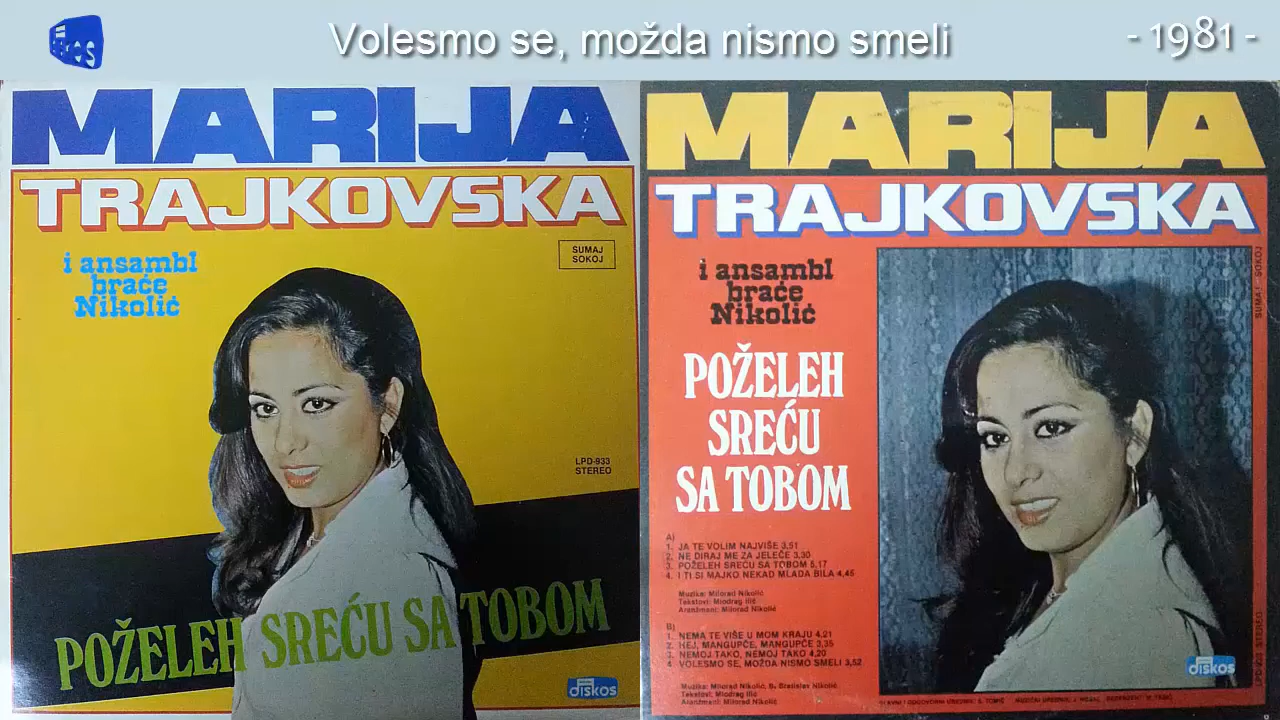 Volesmo se, možda nismo smeli
- 1981 -
MARIJA
TRAJKOVSKA
i ansambl
braće
Nikolić
SUMAJ
SOKOJ
LPD-933
STEREO
POŽELEH SREĆU SA TOBOM
diskos
MARIJA
TRAJKOVSKA
i ansambl
braće
Nikolić
POŽELEH
SREĆU
SA TOBOM
A)
1. JA TE VOLIM NAJVIŠE 3,51
2. NE DIRAJ ME ZA JELEČE 3,30
3. POŽELEH SREĆU SA TOBOM 5,17
4. I TI SI MAJKO NEKAD MLADA BILA 4,45
Muzika: Milorad Nikolić
Tekstovi: Miodrag Ilić
Aranžmani: Milorad Nikolić
B)
1. NEMA TE VIŠE U MOM KRAJU 4,21
2. HEJ, MANGUPČE, MANGUPČE 3,35
3. NEMOJ TAKO, NEMOJ TAKO 4,20
4. VOLESMO SE, MOŽDA NISMO SMELI 3,52
Muzika: Milorad Nikolić, B. Bratislav Nikolić
Tekstovi: Miodrag Ilić
Aranžmani: Milorad Nikolić
SUMAJ - SOKOJ
LPD-933 STEREO
diskos